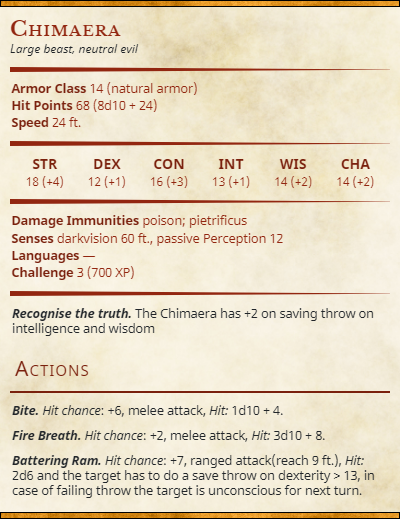 Chimaera
Large beast, neutral evil
Armor Class 14 (natural armor)
Hit Points 68 (8d10 + 24)
Speed 24 ft.
STR DEX CON INT WIS CHA
18 (+4) 12 (+1) 16 (+3) 13 (+1) 14 (+2) 14 (+2)
Damage Immunities poison; pietrificus
Senses darkvision 60 ft., passive Perception 12
Languages —
Challenge 3 (700 XP)
Recognise the truth. The Chimaera has +2 on saving throw on
intelligence and wisdom
Actions
Bite. Hit chance: +6, melee attack, Hit: 1d10 + 4.
Fire Breath. Hit chance: +2, melee attack, Hit: 3d10 + 8.
Battering Ram. Hit chance: +7, ranged attack(reach 9 ft.), Hit:
2d6 and the target has to do a save throw on dexterity > 13, in
case of failing throw the target is unconscious for next turn.